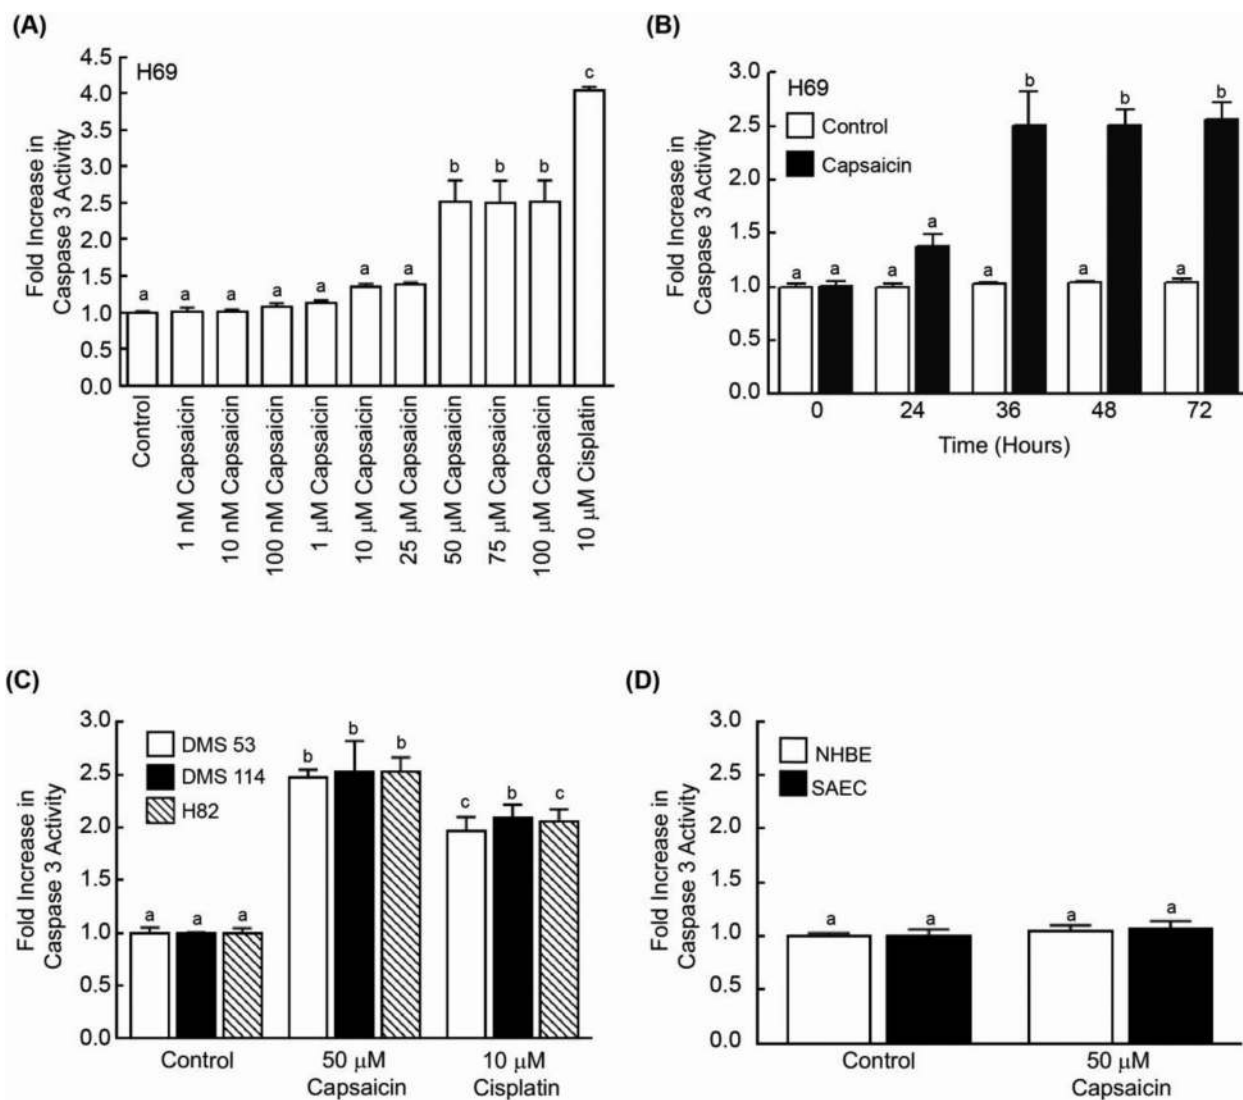 (A)
H69
Fold Increase in
Caspase 3 Activity
4.5
4.0
3.5
3.0
2.5
2.0
1.5
1.0
0.5
0.0
a
a
a
a
a
a
a
b
b
b
c
Control
1 nM Capsaicin
10 nM Capsaicin
100 nM Capsaicin
1 µM Capsaicin
10 µM Capsaicin
25 µM Capsaicin
50 µM Capsaicin
75 µM Capsaicin
100 µM Capsaicin
10 µM Cisplatin
(B)
H69
Control
Capsaicin
Fold Increase in
Caspase 3 Activity
3.0
2.5
2.0
1.5
1.0
0.5
0.0
a
a
a
a
a
b
a
b
a
b
0
24
36
48
72
Time (Hours)
(C)
DMS 53
DMS 114
H82
Fold Increase in
Caspase 3 Activity
3.0
2.5
2.0
1.5
1.0
0.5
0.0
a
a
a
b
b
b
c
b
c
Control
50 µM
Capsaicin
10 µM
Cisplatin
(D)
NHBE
SAEC
Fold Increase in
Caspase 3 Activity
3.0
2.5
2.0
1.5
1.0
0.5
0.0
a
a
a
a
Control
50 µM
Capsaicin